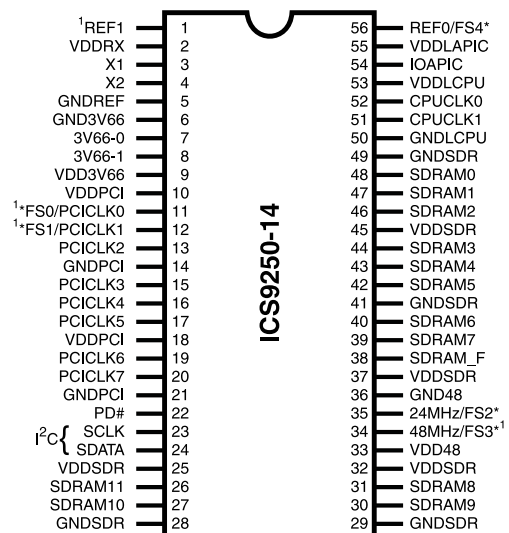 ¹REF1 1 56 REF0/FS4*
VDDRX 2 55 VDDLAPIC
X1 3 54 IOAPIC
X2 4 53 VDDLCPU
GNDREF 5 52 CPUCLK0
GND3V66 6 51 CPUCLK1
3V66-0 7 50 GNDLCPU
3V66-1 8 49 GNDSDR
VDD3V66 9 48 SDRAM0
VDDPCI 10 47 SDRAM1
¹*FS0/PCICLK0 11 46 SDRAM2
¹*FS1/PCICLK1 12 45 VDDSDR
PCICLK2 13 44 SDRAM3
GNDPCI 14 43 SDRAM4
PCICLK3 15 42 SDRAM5
PCICLK4 16 41 GNDSDR
PCICLK5 17 40 SDRAM6
VDDPCI 18 39 SDRAM7
PCICLK6 19 38 SDRAM_F
PCICLK7 20 37 VDDSDR
GNDPCI 21 36 GND48
PD# 22 35 24MHz/FS2*
I²C{ SCLK 23 34 48MHz/FS3*¹
SDATA 24 33 VDD48
VDDSDR 25 32 VDDSDR
SDRAM11 26 31 SDRAM8
SDRAM10 27 30 SDRAM9
GNDSDR 28 29 GNDSDR
ICS9250-14